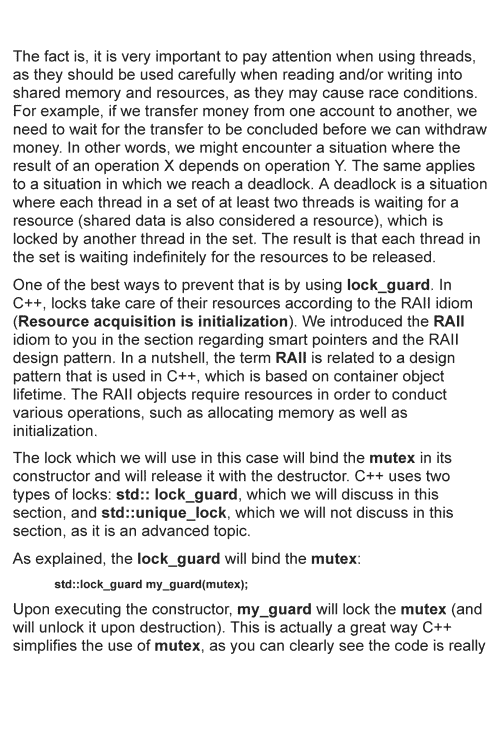 The fact is, it is very important to pay attention when using threads,
as they should be used carefully when reading and/or writing into
shared memory and resources, as they may cause race conditions.
For example, if we transfer money from one account to another, we
need to wait for the transfer to be concluded before we can withdraw
money. In other words, we might encounter a situation where the
result of an operation X depends on operation Y. The same applies
to a situation in which we reach a deadlock. A deadlock is a situation
where each thread in a set of at least two threads is waiting for a
resource (shared data is also considered a resource), which is
locked by another thread in the set. The result is that each thread in
the set is waiting indefinitely for the resources to be released.
One of the best ways to prevent that is by using lock_guard. In
C++, locks take care of their resources according to the RAII idiom
(Resource acquisition is initialization). We introduced the RAII
idiom to you in the section regarding smart pointers and the RAII
design pattern. In a nutshell, the term RAII is related to a design
pattern that is used in C++, which is based on container object
lifetime. The RAII objects require resources in order to conduct
various operations, such as allocating memory as well as
initialization.
The lock which we will use in this case will bind the mutex in its
constructor and will release it with the destructor. C++ uses two
types of locks: std:: lock_guard, which we will discuss in this
section, and std::unique_lock, which we will not discuss in this
section, as it is an advanced topic.
As explained, the lock_guard will bind the mutex:
std::lock_guard my_guard(mutex);
Upon executing the constructor, my_guard will lock the mutex (and
will unlock it upon destruction). This is actually a great way C++
simplifies the use of mutex, as you can clearly see the code is really